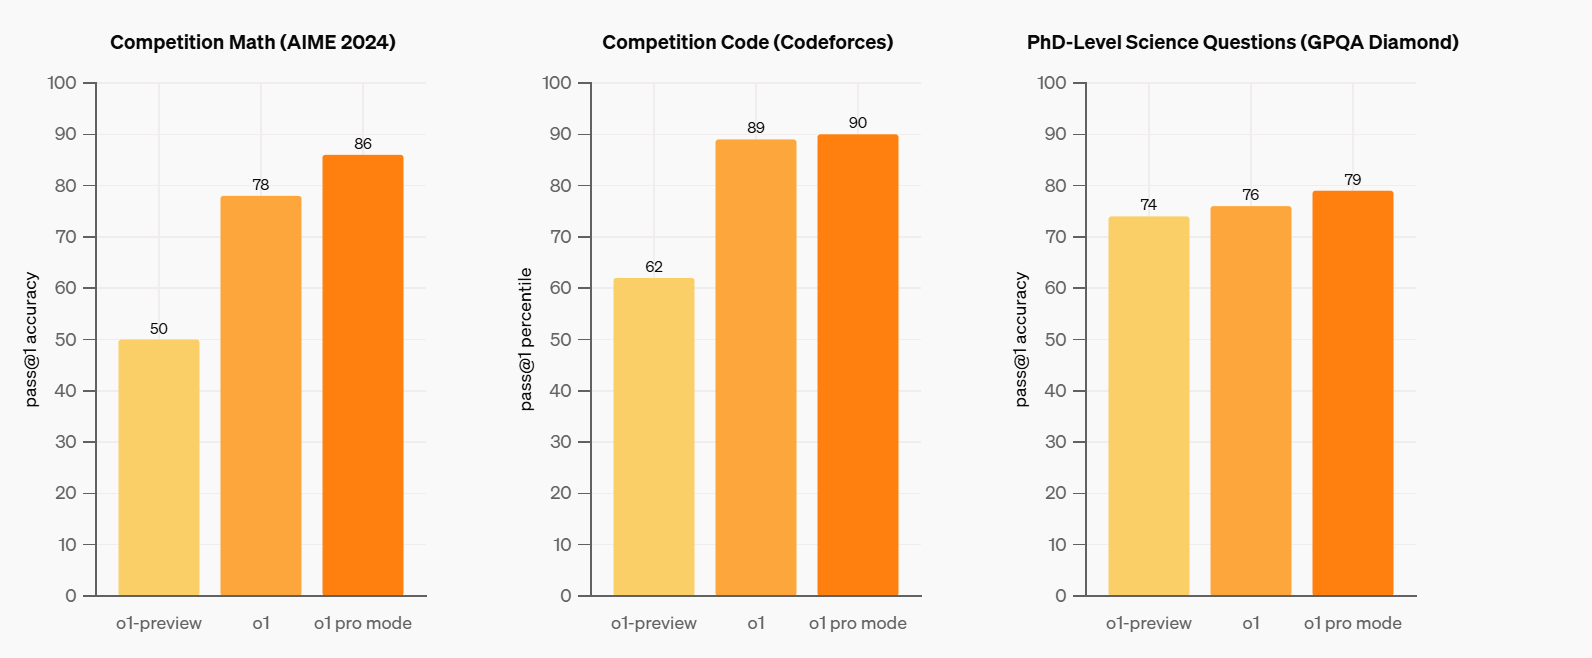 Competition Math (AIME 2024)
pass@1 accuracy
100
90
80
70
60
50
40
30
20
10
0
50
78
86
o1-preview
o1
o1 pro mode
Competition Code (Codeforces)
pass@1 percentile
100
90
80
70
60
50
40
30
20
10
0
62
89
90
o1-preview
o1
o1 pro mode
PhD-Level Science Questions (GPQA Diamond)
pass@1 accuracy
100
90
80
70
60
50
40
30
20
10
0
74
76
79
o1-preview
o1
o1 pro mode